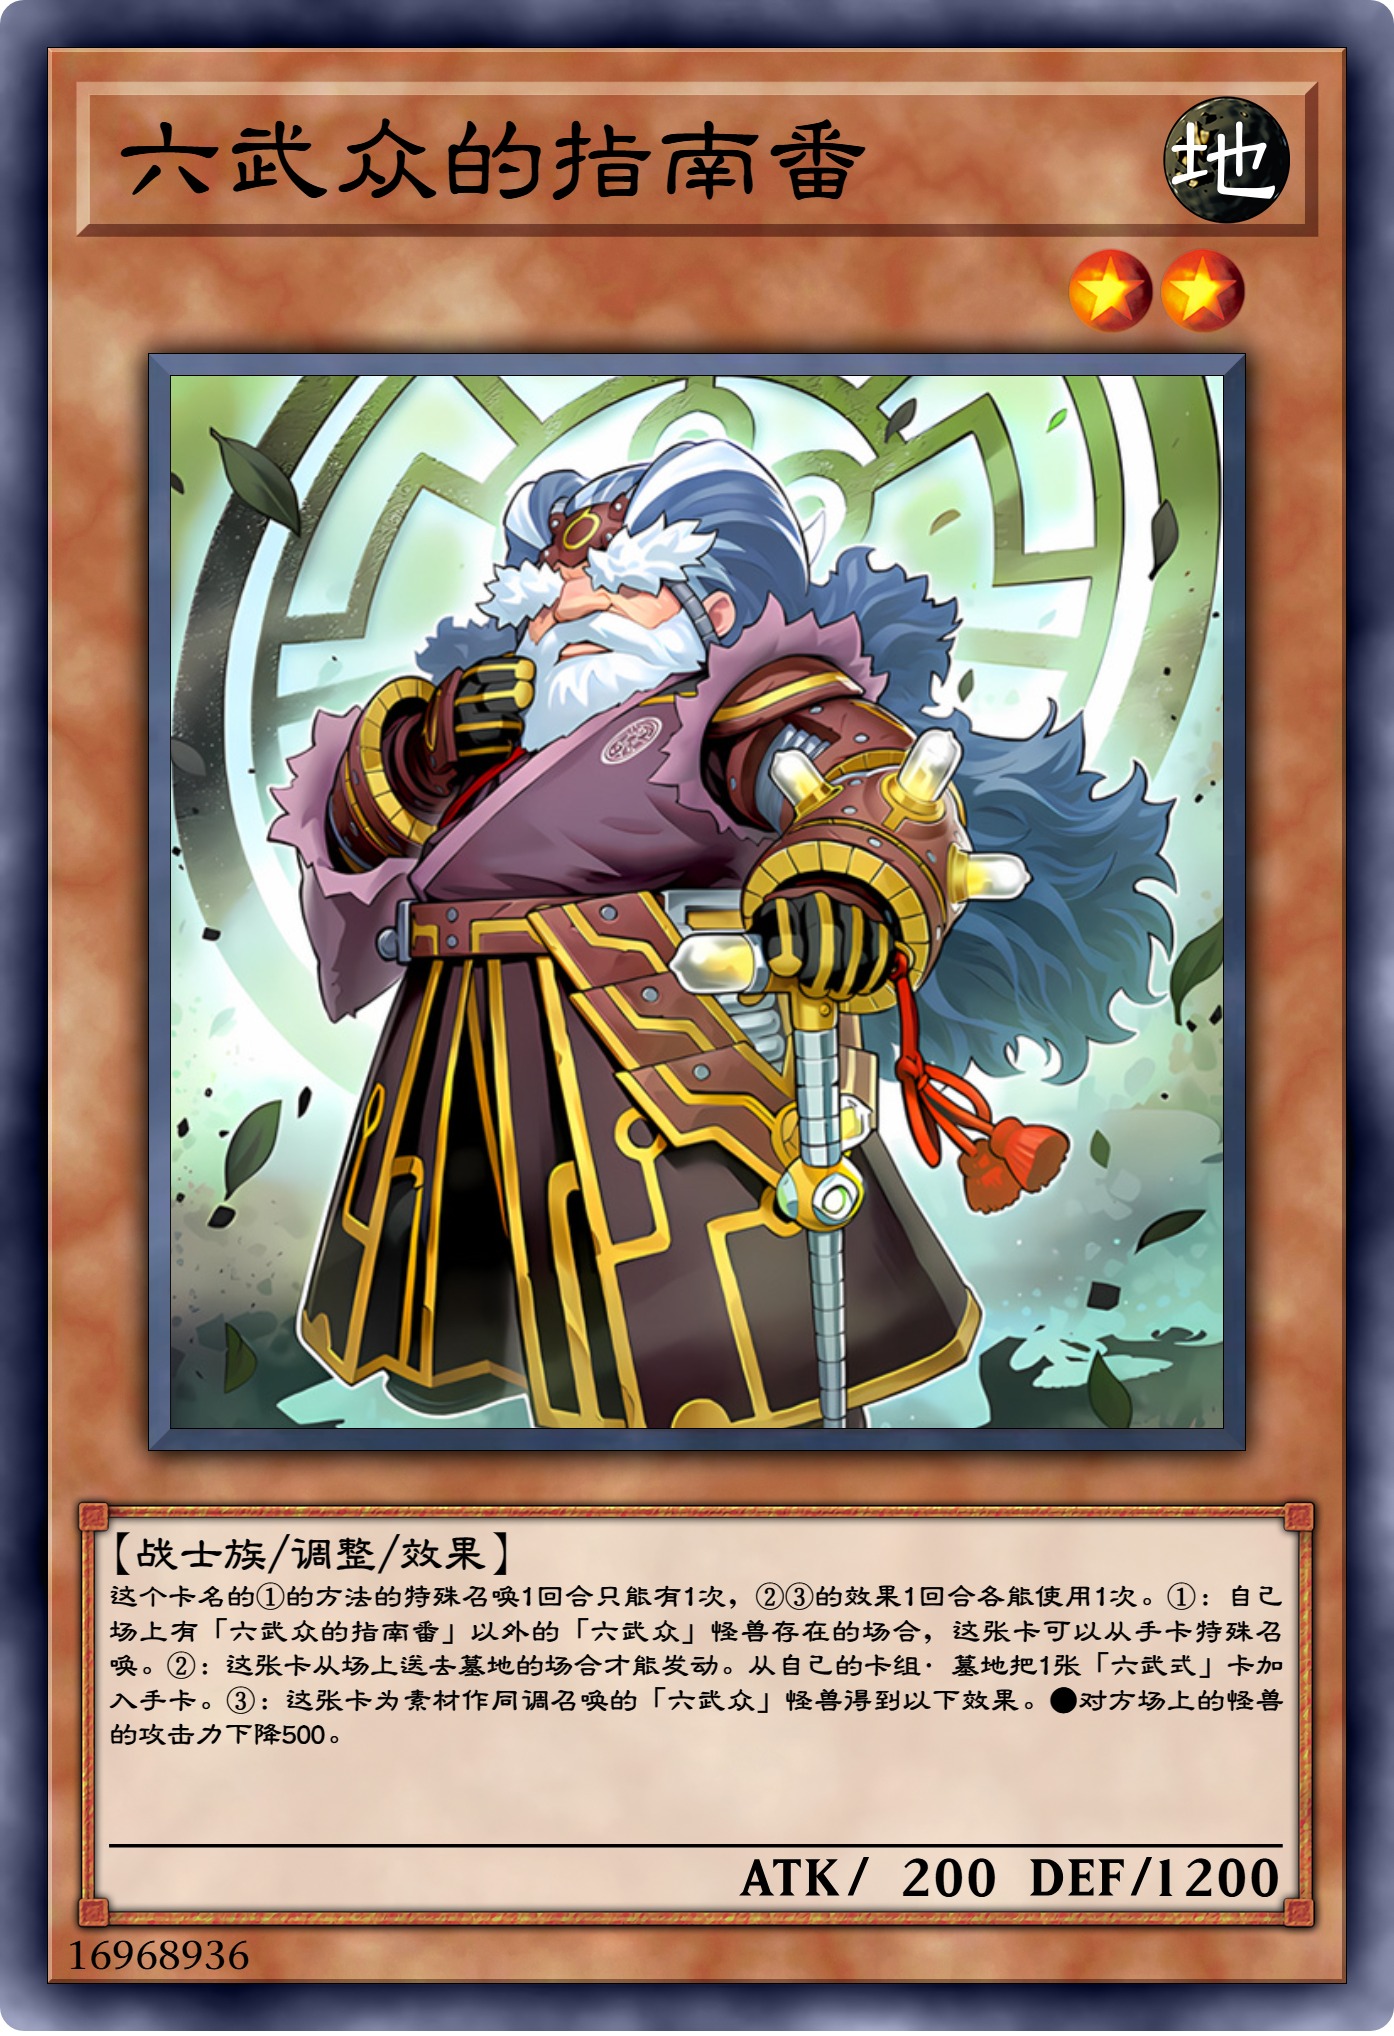 六武众的指南番
地
【战士族/调整/效果】
这个卡名的①的方法的特殊召唤1回合只能有1次，②③的效果1回合各能使用1次。①：自己
场上有「六武众的指南番」以外的「六武众」怪兽存在的场合，这张卡可以从手卡特殊召
唤。②：这张卡从场上送去墓地的场合才能发动。从自己的卡组·墓地把1张「六武式」卡加
入手卡。③：这张卡为素材作同调召唤的「六武众」怪兽得到以下效果。●对方场上的怪兽
的攻击力下降500。
ATK/ 200 DEF/1200
16968936